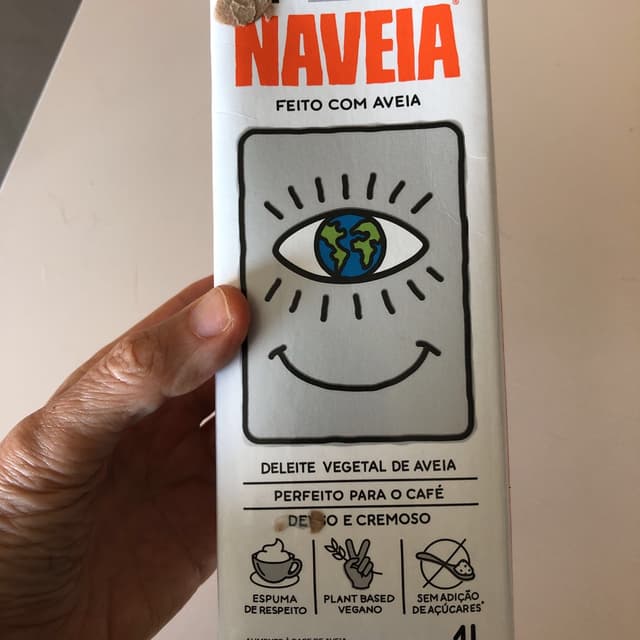 NAVEIA®
FEITO COM AVEIA
DELEITE VEGETAL DE AVEIA
PERFEITO PARA O CAFÉ
E CREMOSO
ESPUMA
DE RESPEITO
PLANT BASED
VEGANO
SEM ADIÇÃO
DE AÇÚCARES*
1L